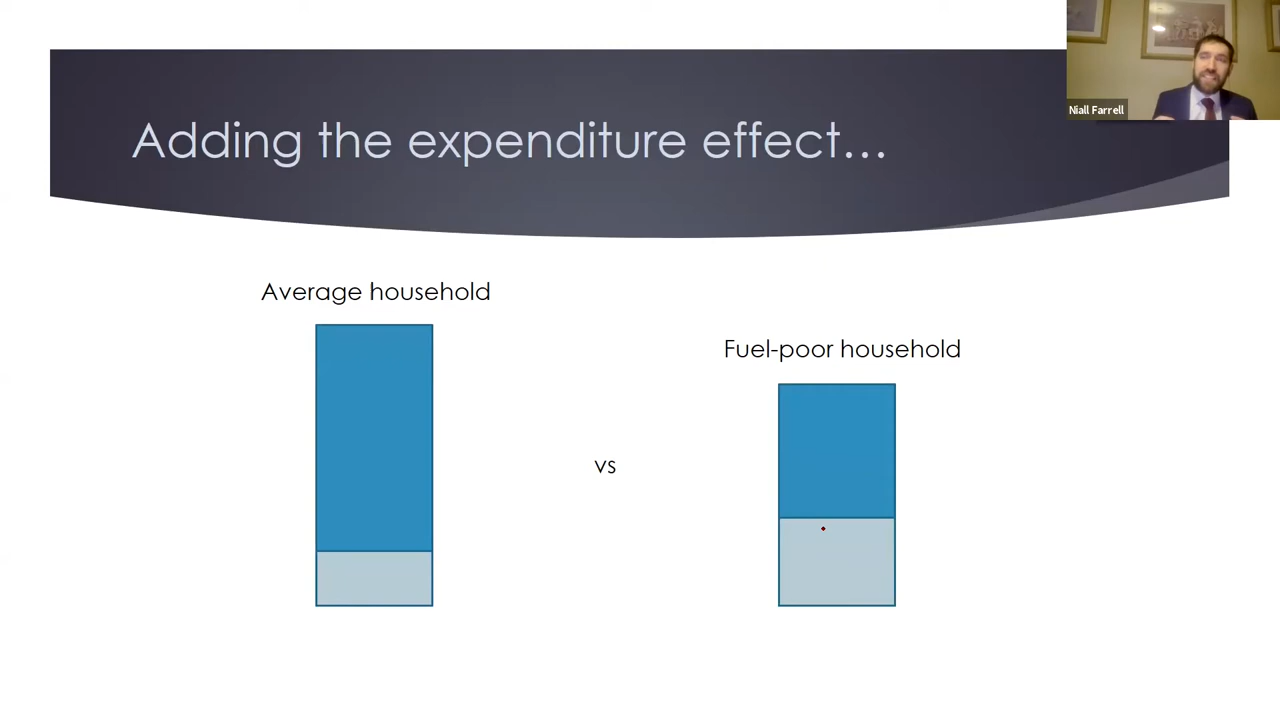 Niall Farrell
Adding the expenditure effect…
Average household
Fuel-poor household
vs